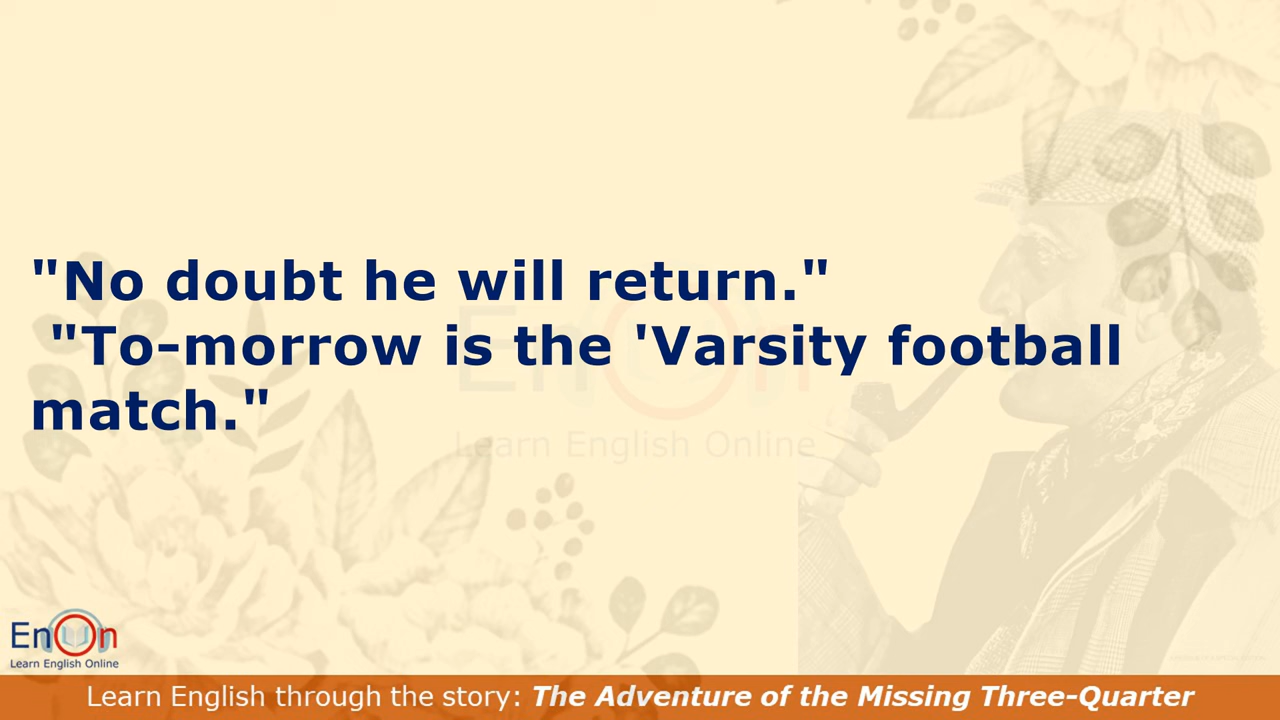 "No doubt he will return."
"To-morrow is the 'Varsity football
match."
EnOn
Learn English Online
EnOn
Learn English Online
Learn English through the story: The Adventure of the Missing Three-Quarter